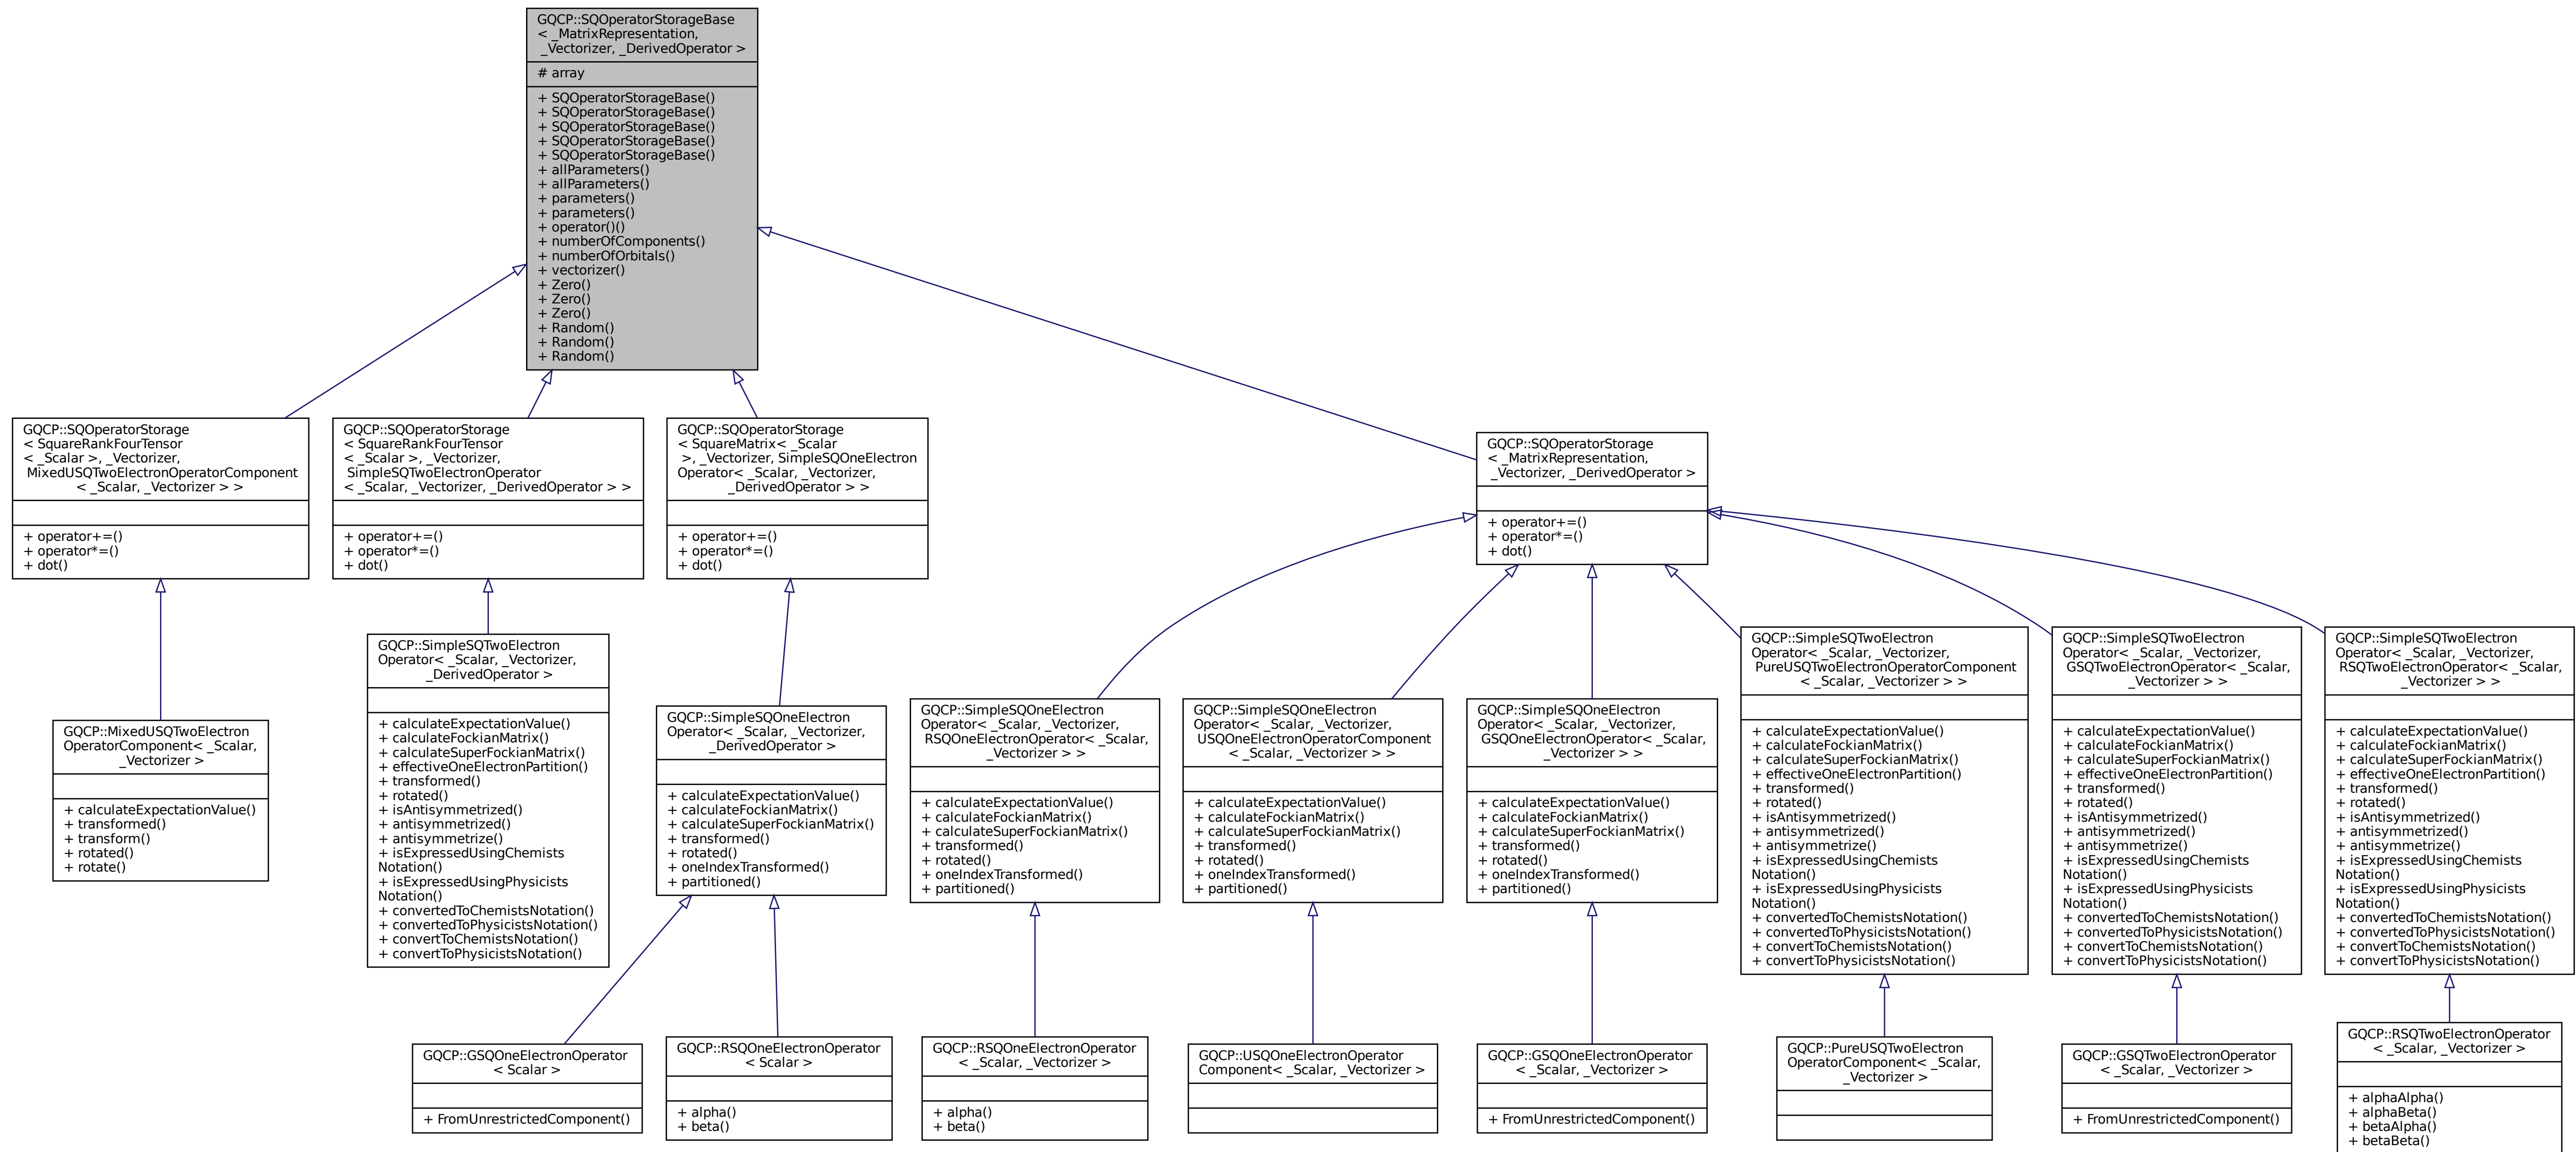 GQCP::SQOperatorStorageBase
< _MatrixRepresentation,
_Vectorizer, _DerivedOperator >
# array
+ SQOperatorStorageBase()
+ SQOperatorStorageBase()
+ SQOperatorStorageBase()
+ SQOperatorStorageBase()
+ SQOperatorStorageBase()
+ allParameters()
+ allParameters()
+ parameters()
+ parameters()
+ operator()()
+ numberOfComponents()
+ numberOfOrbitals()
+ vectorizer()
+ Zero()
+ Zero()
+ Zero()
+ Random()
+ Random()
+ Random()
GQCP::SQOperatorStorage
< SquareRankFourTensor
< _Scalar >, _Vectorizer,
MixedUSQTwoElectronOperatorComponent
< _Scalar, _Vectorizer > >
+ operator+=()
+ operator*=()
+ dot()
GQCP::SQOperatorStorage
< SquareRankFourTensor
< _Scalar >, _Vectorizer,
SimpleSQTwoElectronOperator
< _Scalar, _Vectorizer, _DerivedOperator > >
+ operator+=()
+ operator*=()
+ dot()
GQCP::SQOperatorStorage
< SquareMatrix< _Scalar
>, _Vectorizer, SimpleSQOneElectron
Operator< _Scalar, _Vectorizer,
_DerivedOperator > >
+ operator+=()
+ operator*=()
+ dot()
GQCP::SQOperatorStorage
< _MatrixRepresentation,
_Vectorizer, _DerivedOperator >
+ operator+=()
+ operator*=()
+ dot()
GQCP::MixedUSQTwoElectron
OperatorComponent< _Scalar,
_Vectorizer >
+ calculateExpectationValue()
+ transformed()
+ transform()
+ rotated()
+ rotate()
GQCP::SimpleSQTwoElectron
Operator< _Scalar, _Vectorizer,
_DerivedOperator >
+ calculateExpectationValue()
+ calculateFockianMatrix()
+ calculateSuperFockianMatrix()
+ effectiveOneElectronPartition()
+ transformed()
+ rotated()
+ isAntisymmetrized()
+ antisymmetrized()
+ antisymmetrize()
+ isExpressedUsingChemists
Notation()
+ isExpressedUsingPhysicists
Notation()
+ convertedToChemistsNotation()
+ convertedToPhysicistsNotation()
+ convertToChemistsNotation()
+ convertToPhysicistsNotation()
GQCP::SimpleSQOneElectron
Operator< _Scalar, _Vectorizer,
_DerivedOperator >
+ calculateExpectationValue()
+ calculateFockianMatrix()
+ calculateSuperFockianMatrix()
+ transformed()
+ rotated()
+ oneIndexTransformed()
+ partitioned()
GQCP::SimpleSQOneElectron
Operator< _Scalar, _Vectorizer,
RSQOneElectronOperator< _Scalar,
_Vectorizer > >
+ calculateExpectationValue()
+ calculateFockianMatrix()
+ calculateSuperFockianMatrix()
+ transformed()
+ rotated()
+ oneIndexTransformed()
+ partitioned()
GQCP::SimpleSQOneElectron
Operator< _Scalar, _Vectorizer,
USQOneElectronOperatorComponent
< _Scalar, _Vectorizer > >
+ calculateExpectationValue()
+ calculateFockianMatrix()
+ calculateSuperFockianMatrix()
+ transformed()
+ rotated()
+ oneIndexTransformed()
+ partitioned()
GQCP::SimpleSQOneElectron
Operator< _Scalar, _Vectorizer,
GSQOneElectronOperator< _Scalar,
_Vectorizer > >
+ calculateExpectationValue()
+ calculateFockianMatrix()
+ calculateSuperFockianMatrix()
+ transformed()
+ rotated()
+ oneIndexTransformed()
+ partitioned()
GQCP::SimpleSQTwoElectron
Operator< _Scalar, _Vectorizer,
PureUSQTwoElectronOperatorComponent
< _Scalar, _Vectorizer > >
+ calculateExpectationValue()
+ calculateFockianMatrix()
+ calculateSuperFockianMatrix()
+ effectiveOneElectronPartition()
+ transformed()
+ rotated()
+ isAntisymmetrized()
+ antisymmetrized()
+ antisymmetrize()
+ isExpressedUsingChemists
Notation()
+ isExpressedUsingPhysicists
Notation()
+ convertedToChemistsNotation()
+ convertedToPhysicistsNotation()
+ convertToChemistsNotation()
+ convertToPhysicistsNotation()
GQCP::SimpleSQTwoElectron
Operator< _Scalar, _Vectorizer,
GSQTwoElectronOperator< _Scalar,
_Vectorizer > >
+ calculateExpectationValue()
+ calculateFockianMatrix()
+ calculateSuperFockianMatrix()
+ effectiveOneElectronPartition()
+ transformed()
+ rotated()
+ isAntisymmetrized()
+ antisymmetrized()
+ antisymmetrize()
+ isExpressedUsingChemists
Notation()
+ isExpressedUsingPhysicists
Notation()
+ convertedToChemistsNotation()
+ convertedToPhysicistsNotation()
+ convertToChemistsNotation()
+ convertToPhysicistsNotation()
GQCP::SimpleSQTwoElectron
Operator< _Scalar, _Vectorizer,
RSQTwoElectronOperator< _Scalar,
_Vectorizer > >
+ calculateExpectationValue()
+ calculateFockianMatrix()
+ calculateSuperFockianMatrix()
+ effectiveOneElectronPartition()
+ transformed()
+ rotated()
+ isAntisymmetrized()
+ antisymmetrized()
+ antisymmetrize()
+ isExpressedUsingChemists
Notation()
+ isExpressedUsingPhysicists
Notation()
+ convertedToChemistsNotation()
+ convertedToPhysicistsNotation()
+ convertToChemistsNotation()
+ convertToPhysicistsNotation()
GQCP::GSQOneElectronOperator
< Scalar >
+ FromUnrestrictedComponent()
GQCP::RSQOneElectronOperator
< Scalar >
+ alpha()
+ beta()
GQCP::RSQOneElectronOperator
< _Scalar, _Vectorizer >
+ alpha()
+ beta()
GQCP::USQOneElectronOperator
Component< _Scalar, _Vectorizer >
GQCP::GSQOneElectronOperator
< _Scalar, _Vectorizer >
+ FromUnrestrictedComponent()
GQCP::PureUSQTwoElectron
OperatorComponent< _Scalar,
_Vectorizer >
GQCP::GSQTwoElectronOperator
< _Scalar, _Vectorizer >
+ FromUnrestrictedComponent()
GQCP::RSQTwoElectronOperator
< _Scalar, _Vectorizer >
+ alphaAlpha()
+ alphaBeta()
+ betaAlpha()
+ betaBeta()